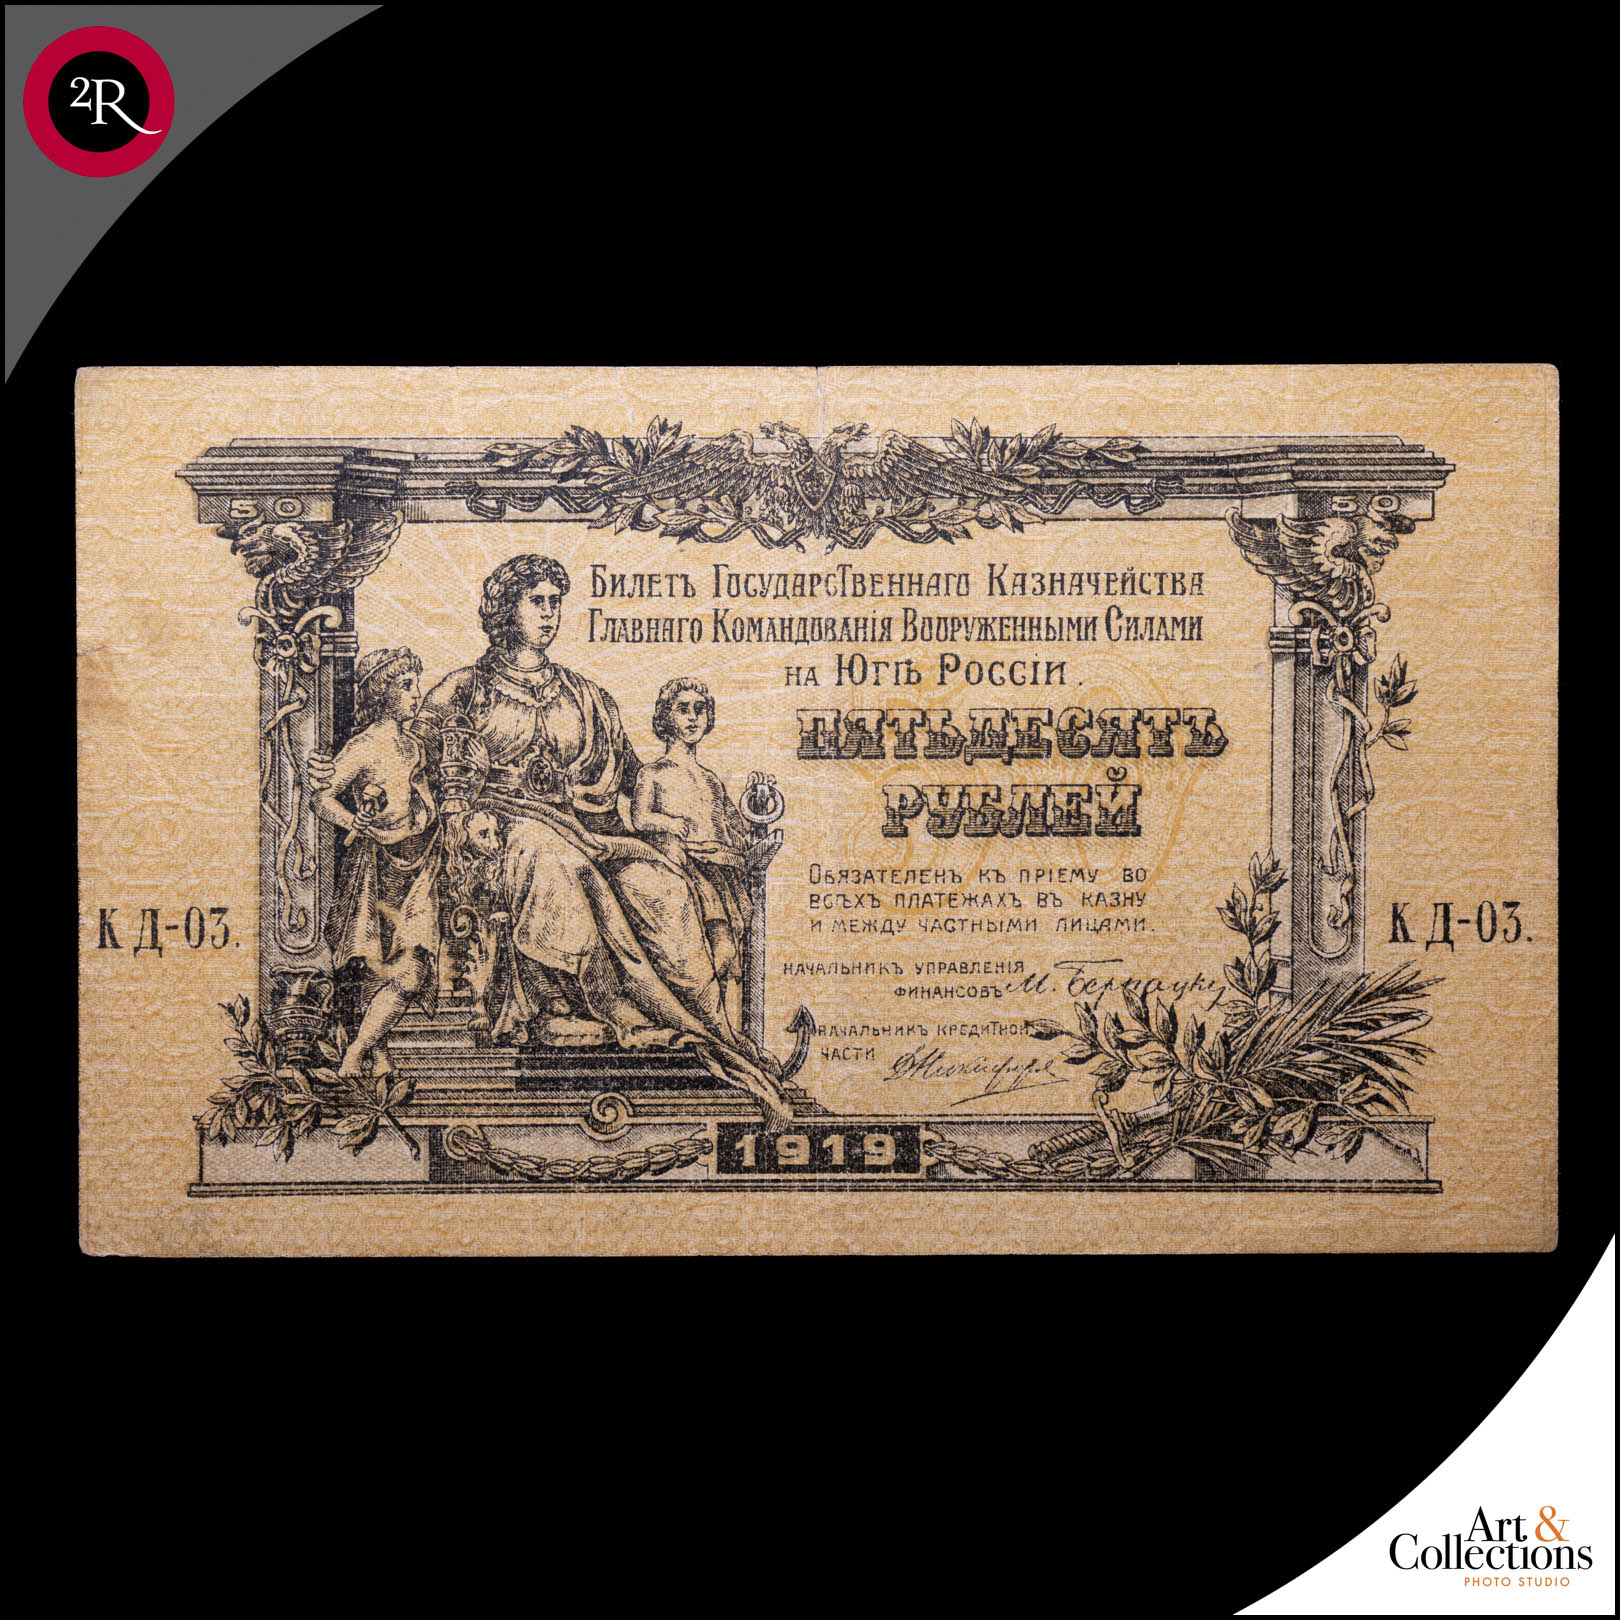 2R
50
50
Билетъ Государственнаго Казначейства
Главнаго Командованія Вооруженными Силами
на Югѣ Россіи.
ПЯТЬДЕСЯТЪ
РУБЛЕЙ
Обязателенъ къ пріему во
всѣхъ платежахъ въ казну
и между частными лицами.
КД-03.
КД-03.
Начальникъ управленія
финансовъ М. Бернацкій
Начальникъ кредитной
части
1919
Art &
Collections
PHOTO STUDIO